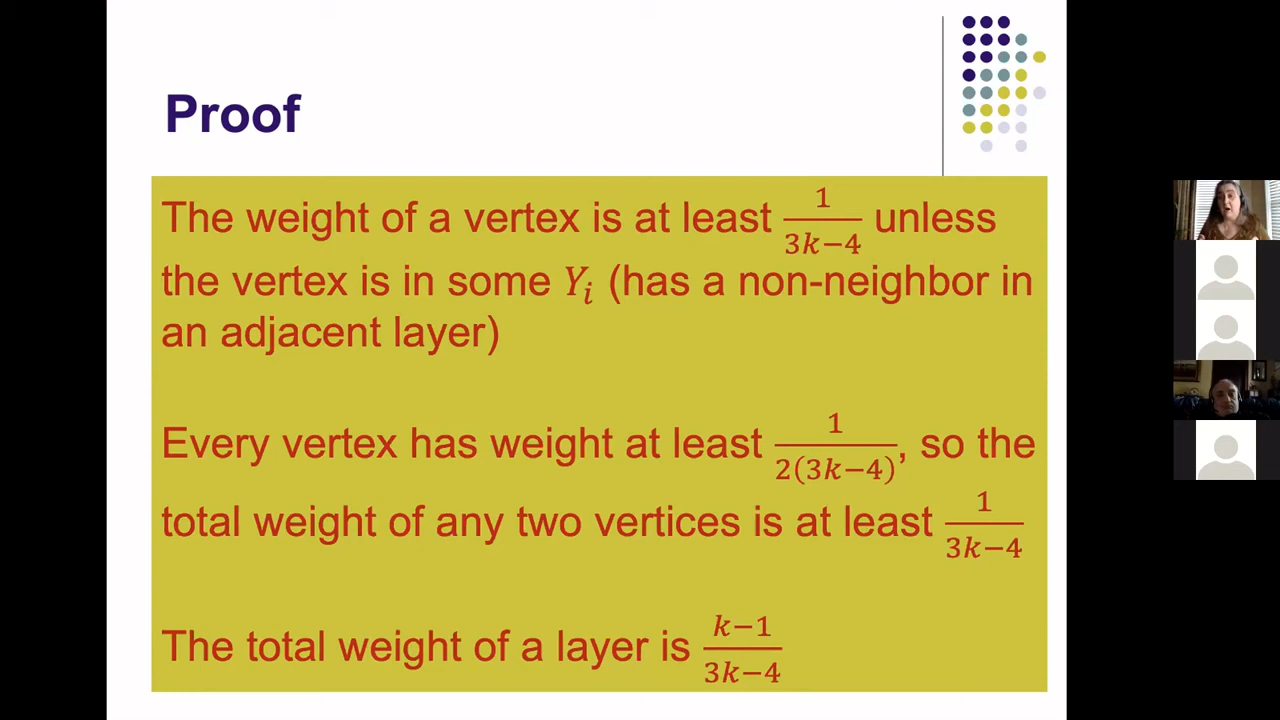 Proof
The weight of a vertex is at least 1/(3k−4) unless
the vertex is in some Y_i (has a non-neighbor in
an adjacent layer)
Every vertex has weight at least 1/(2(3k−4)), so the
total weight of any two vertices is at least 1/(3k−4)
The total weight of a layer is (k−1)/(3k−4)